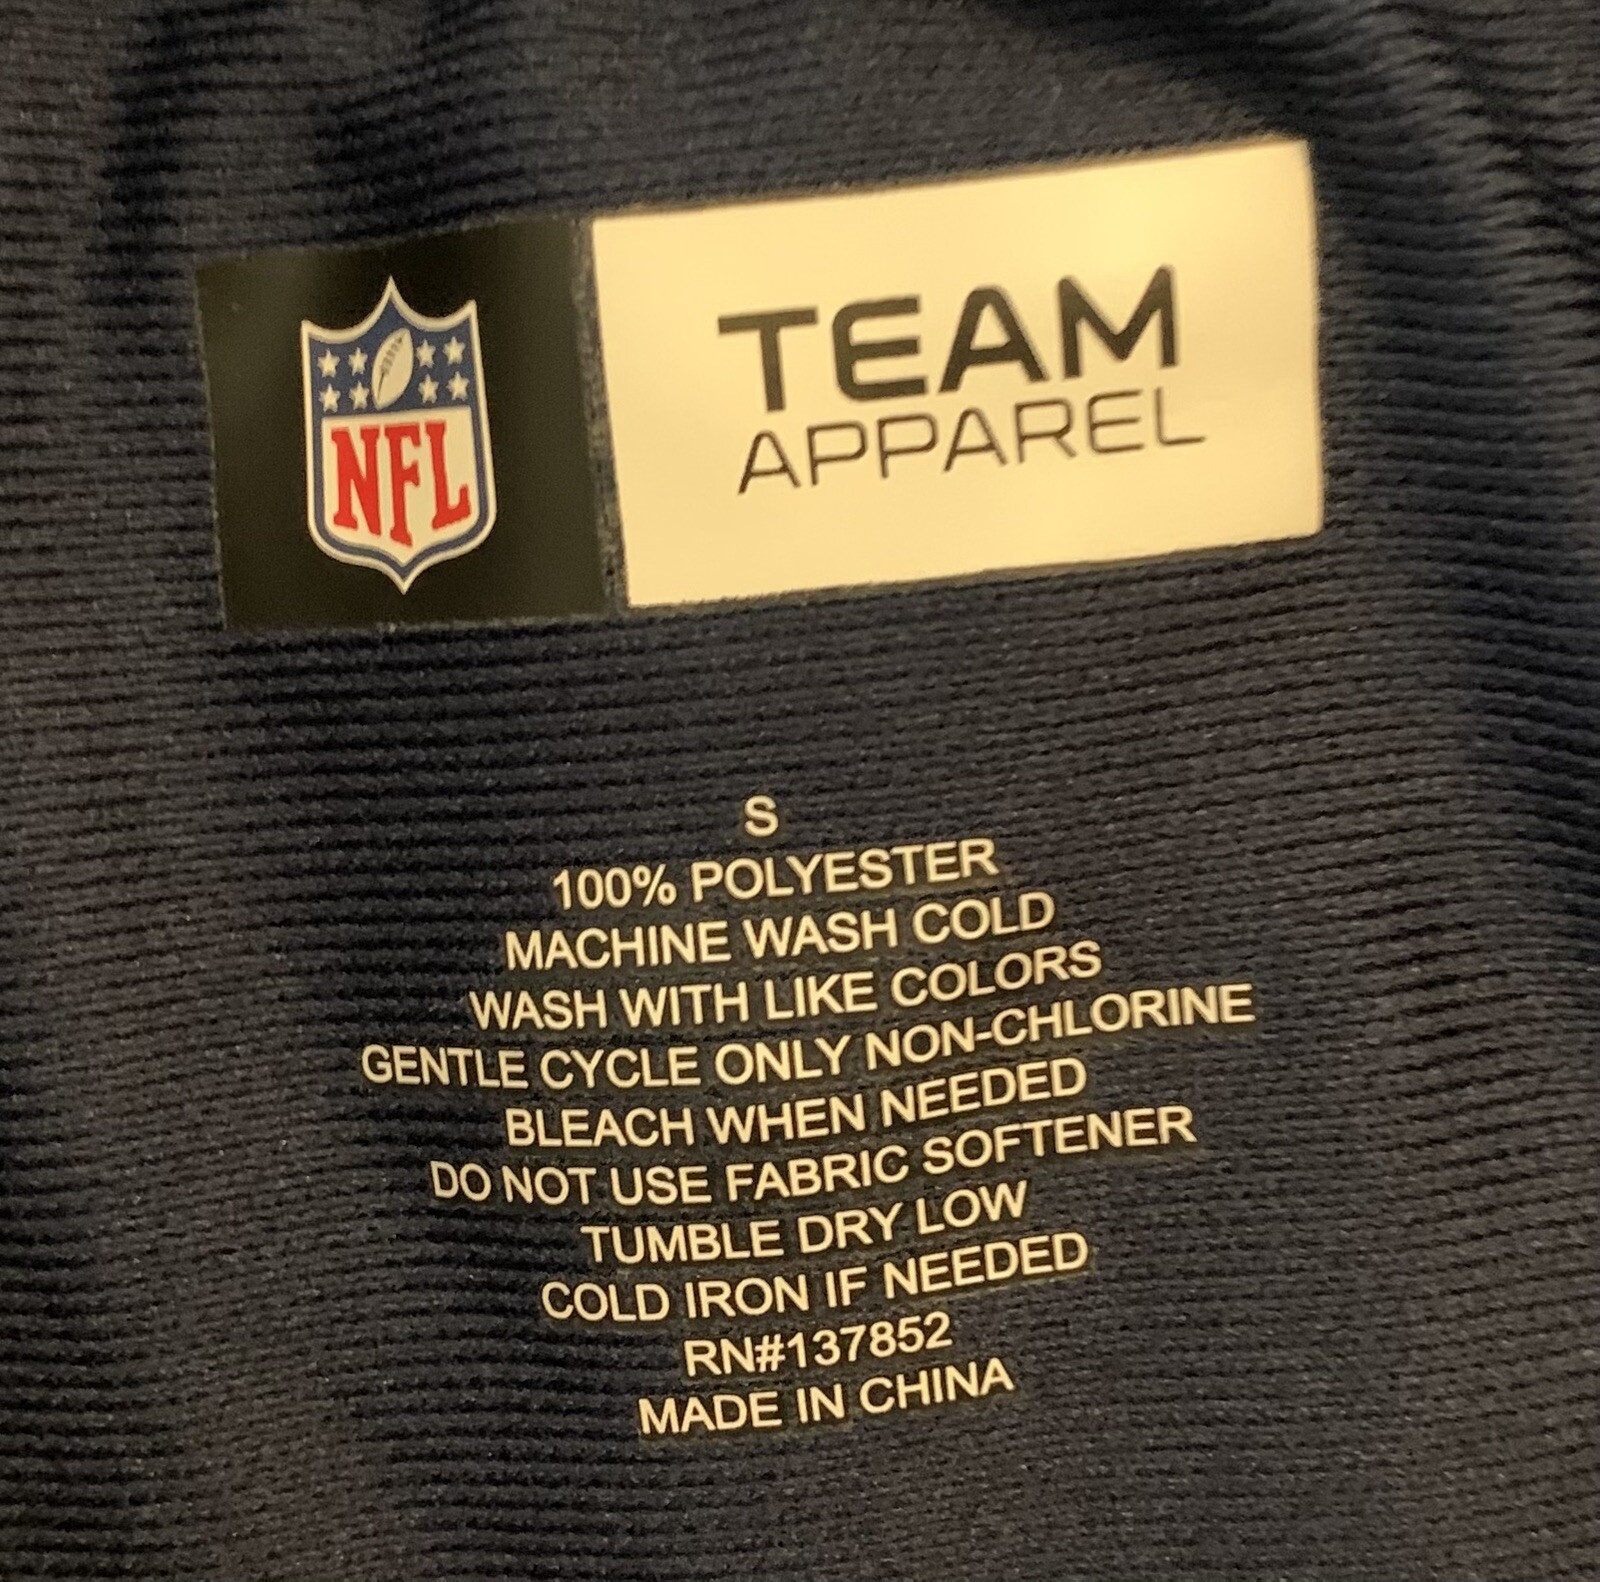 NFL
TEAM
APPAREL
S
100% POLYESTER
MACHINE WASH COLD
WASH WITH LIKE COLORS
GENTLE CYCLE ONLY NON-CHLORINE
BLEACH WHEN NEEDED
DO NOT USE FABRIC SOFTENER
TUMBLE DRY LOW
COLD IRON IF NEEDED
RN#137852
MADE IN CHINA